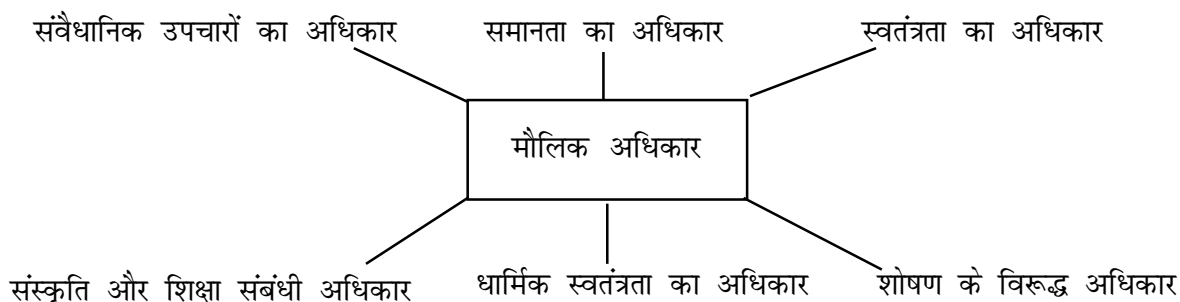 संवैधानिक उपचारों का अधिकार समानता का अधिकार स्वतंत्रता का अधिकार
मौलिक अधिकार
संस्कृति और शिक्षा संबंधी अधिकार धार्मिक स्वतंत्रता का अधिकार शोषण के विरूद्ध अधिकार